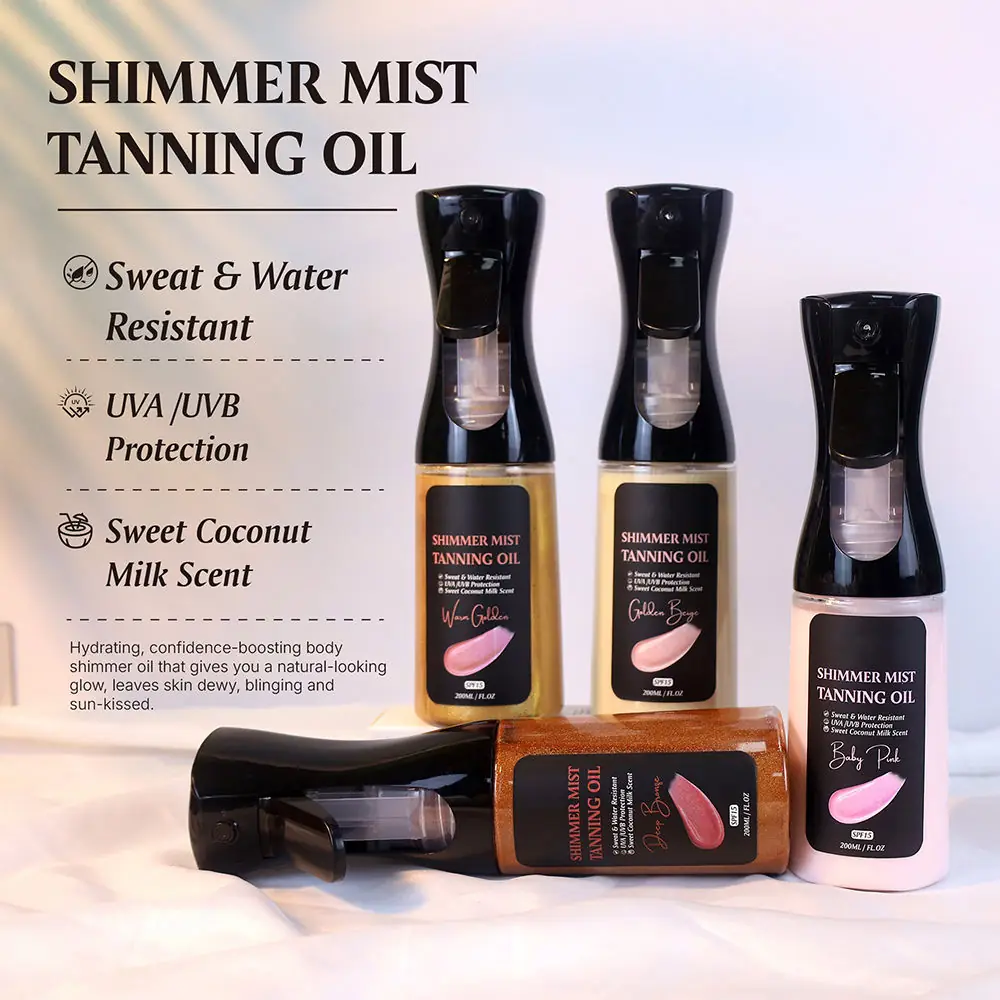 SHIMMER MIST
TANNING OIL
Sweat & Water
Resistant
UV
UVA /UVB
Protection
Sweet Coconut
Milk Scent
Hydrating, confidence-boosting body
shimmer oil that gives you a natural-looking
glow, leaves skin dewy, blinging and
sun-kissed.
SHIMMER MIST
TANNING OIL
Sweat & Water Resistant
UVA /UVB Protection
Sweet Coconut Milk Scent
Warm Golden
SPF15
200ML / FL.OZ
SHIMMER MIST
TANNING OIL
Sweat & Water Resistant
UVA /UVB Protection
Sweet Coconut Milk Scent
Golden Beige
SPF15
200ML / FL.OZ
SHIMMER MIST
TANNING OIL
Sweat & Water Resistant
UVA /UVB Protection
Sweet Coconut Milk Scent
Baby Pink
SPF15
200ML / FL.OZ
SHIMMER MIST
TANNING OIL
Sweat & Water Resistant
UVA /UVB Protection
Sweet Coconut Milk Scent
Deep Bronze
SPF15
200ML / FL.OZ